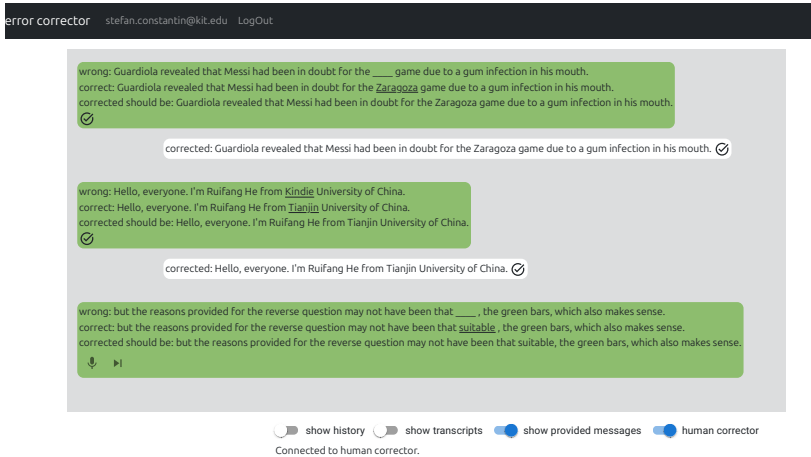 error corrector stefan.constantin@kit.edu LogOut
wrong: Guardiola revealed that Messi had been in doubt for the ____ game due to a gum infection in his mouth.
correct: Guardiola revealed that Messi had been in doubt for the Zaragoza game due to a gum infection in his mouth.
corrected should be: Guardiola revealed that Messi had been in doubt for the Zaragoza game due to a gum infection in his mouth.
corrected: Guardiola revealed that Messi had been in doubt for the Zaragoza game due to a gum infection in his mouth.
wrong: Hello, everyone. I'm Ruifang He from Kindie University of China.
correct: Hello, everyone. I'm Ruifang He from Tianjin University of China.
corrected should be: Hello, everyone. I'm Ruifang He from Tianjin University of China.
corrected: Hello, everyone. I'm Ruifang He from Tianjin University of China.
wrong: but the reasons provided for the reverse question may not have been that ____ , the green bars, which also makes sense.
correct: but the reasons provided for the reverse question may not have been that suitable , the green bars, which also makes sense.
corrected should be: but the reasons provided for the reverse question may not have been that suitable, the green bars, which also makes sense.
show history show transcripts show provided messages human corrector
Connected to human corrector.